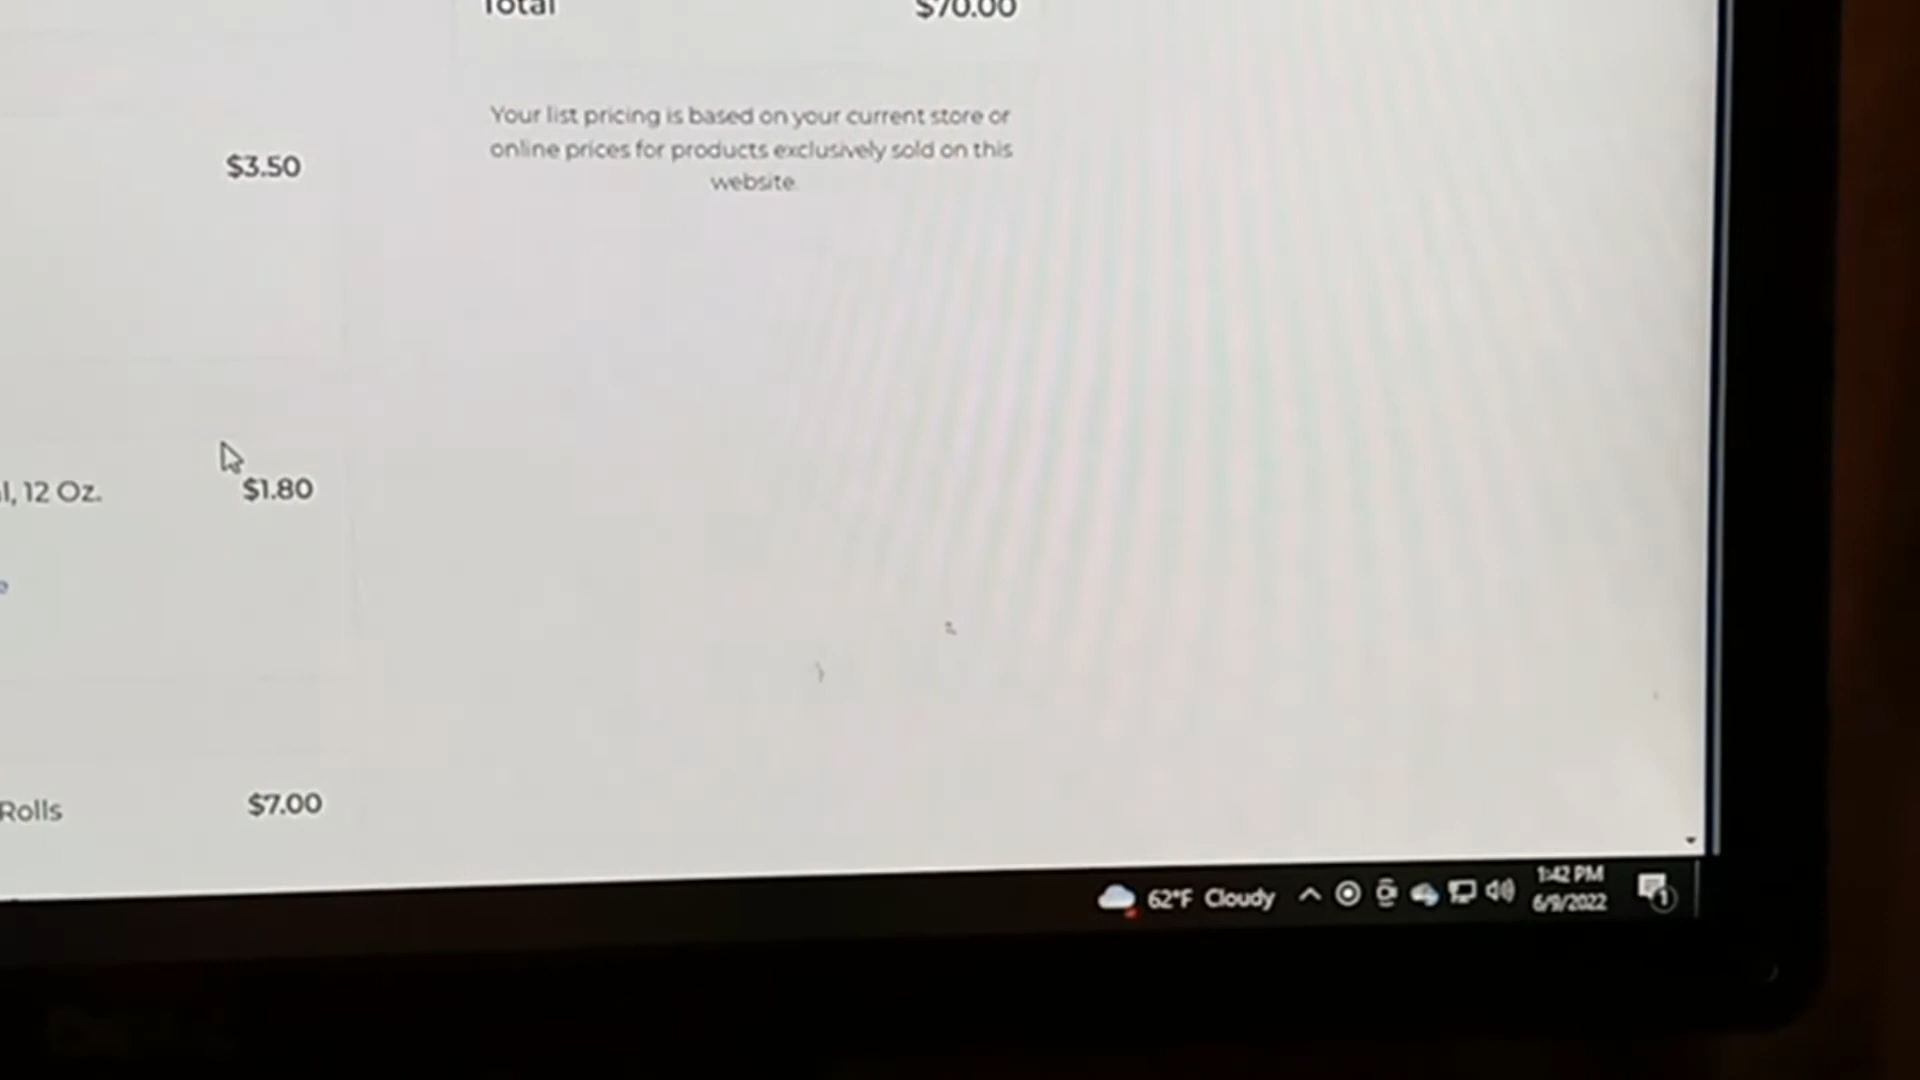 Total $70.00
Your list pricing is based on your current store or
online prices for products exclusively sold on this
website.
$3.50
l, 12 Oz. $1.80
Rolls $7.00
62°F Cloudy
1:42 PM
6/9/2022
1